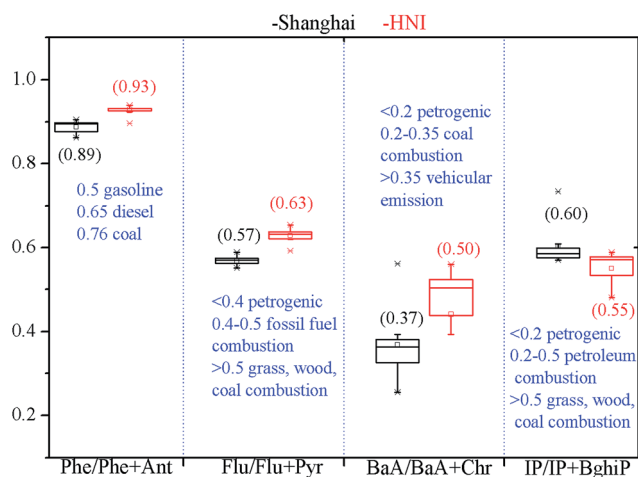 -Shanghai -HNI
1.0
0.8
0.6
0.4
0.2
(0.89)
(0.93)
0.5 gasoline
0.65 diesel
0.76 coal
(0.57)
(0.63)
<0.4 petrogenic
0.4-0.5 fossil fuel
combustion
>0.5 grass, wood,
coal combustion
<0.2 petrogenic
0.2-0.35 coal
combustion
>0.35 vehicular
emission
(0.37)
(0.50)
(0.60)
(0.55)
<0.2 petrogenic
0.2-0.5 petroleum
combustion
>0.5 grass, wood,
coal combustion
Phe/Phe+Ant
Flu/Flu+Pyr
BaA/BaA+Chr
IP/IP+BghiP